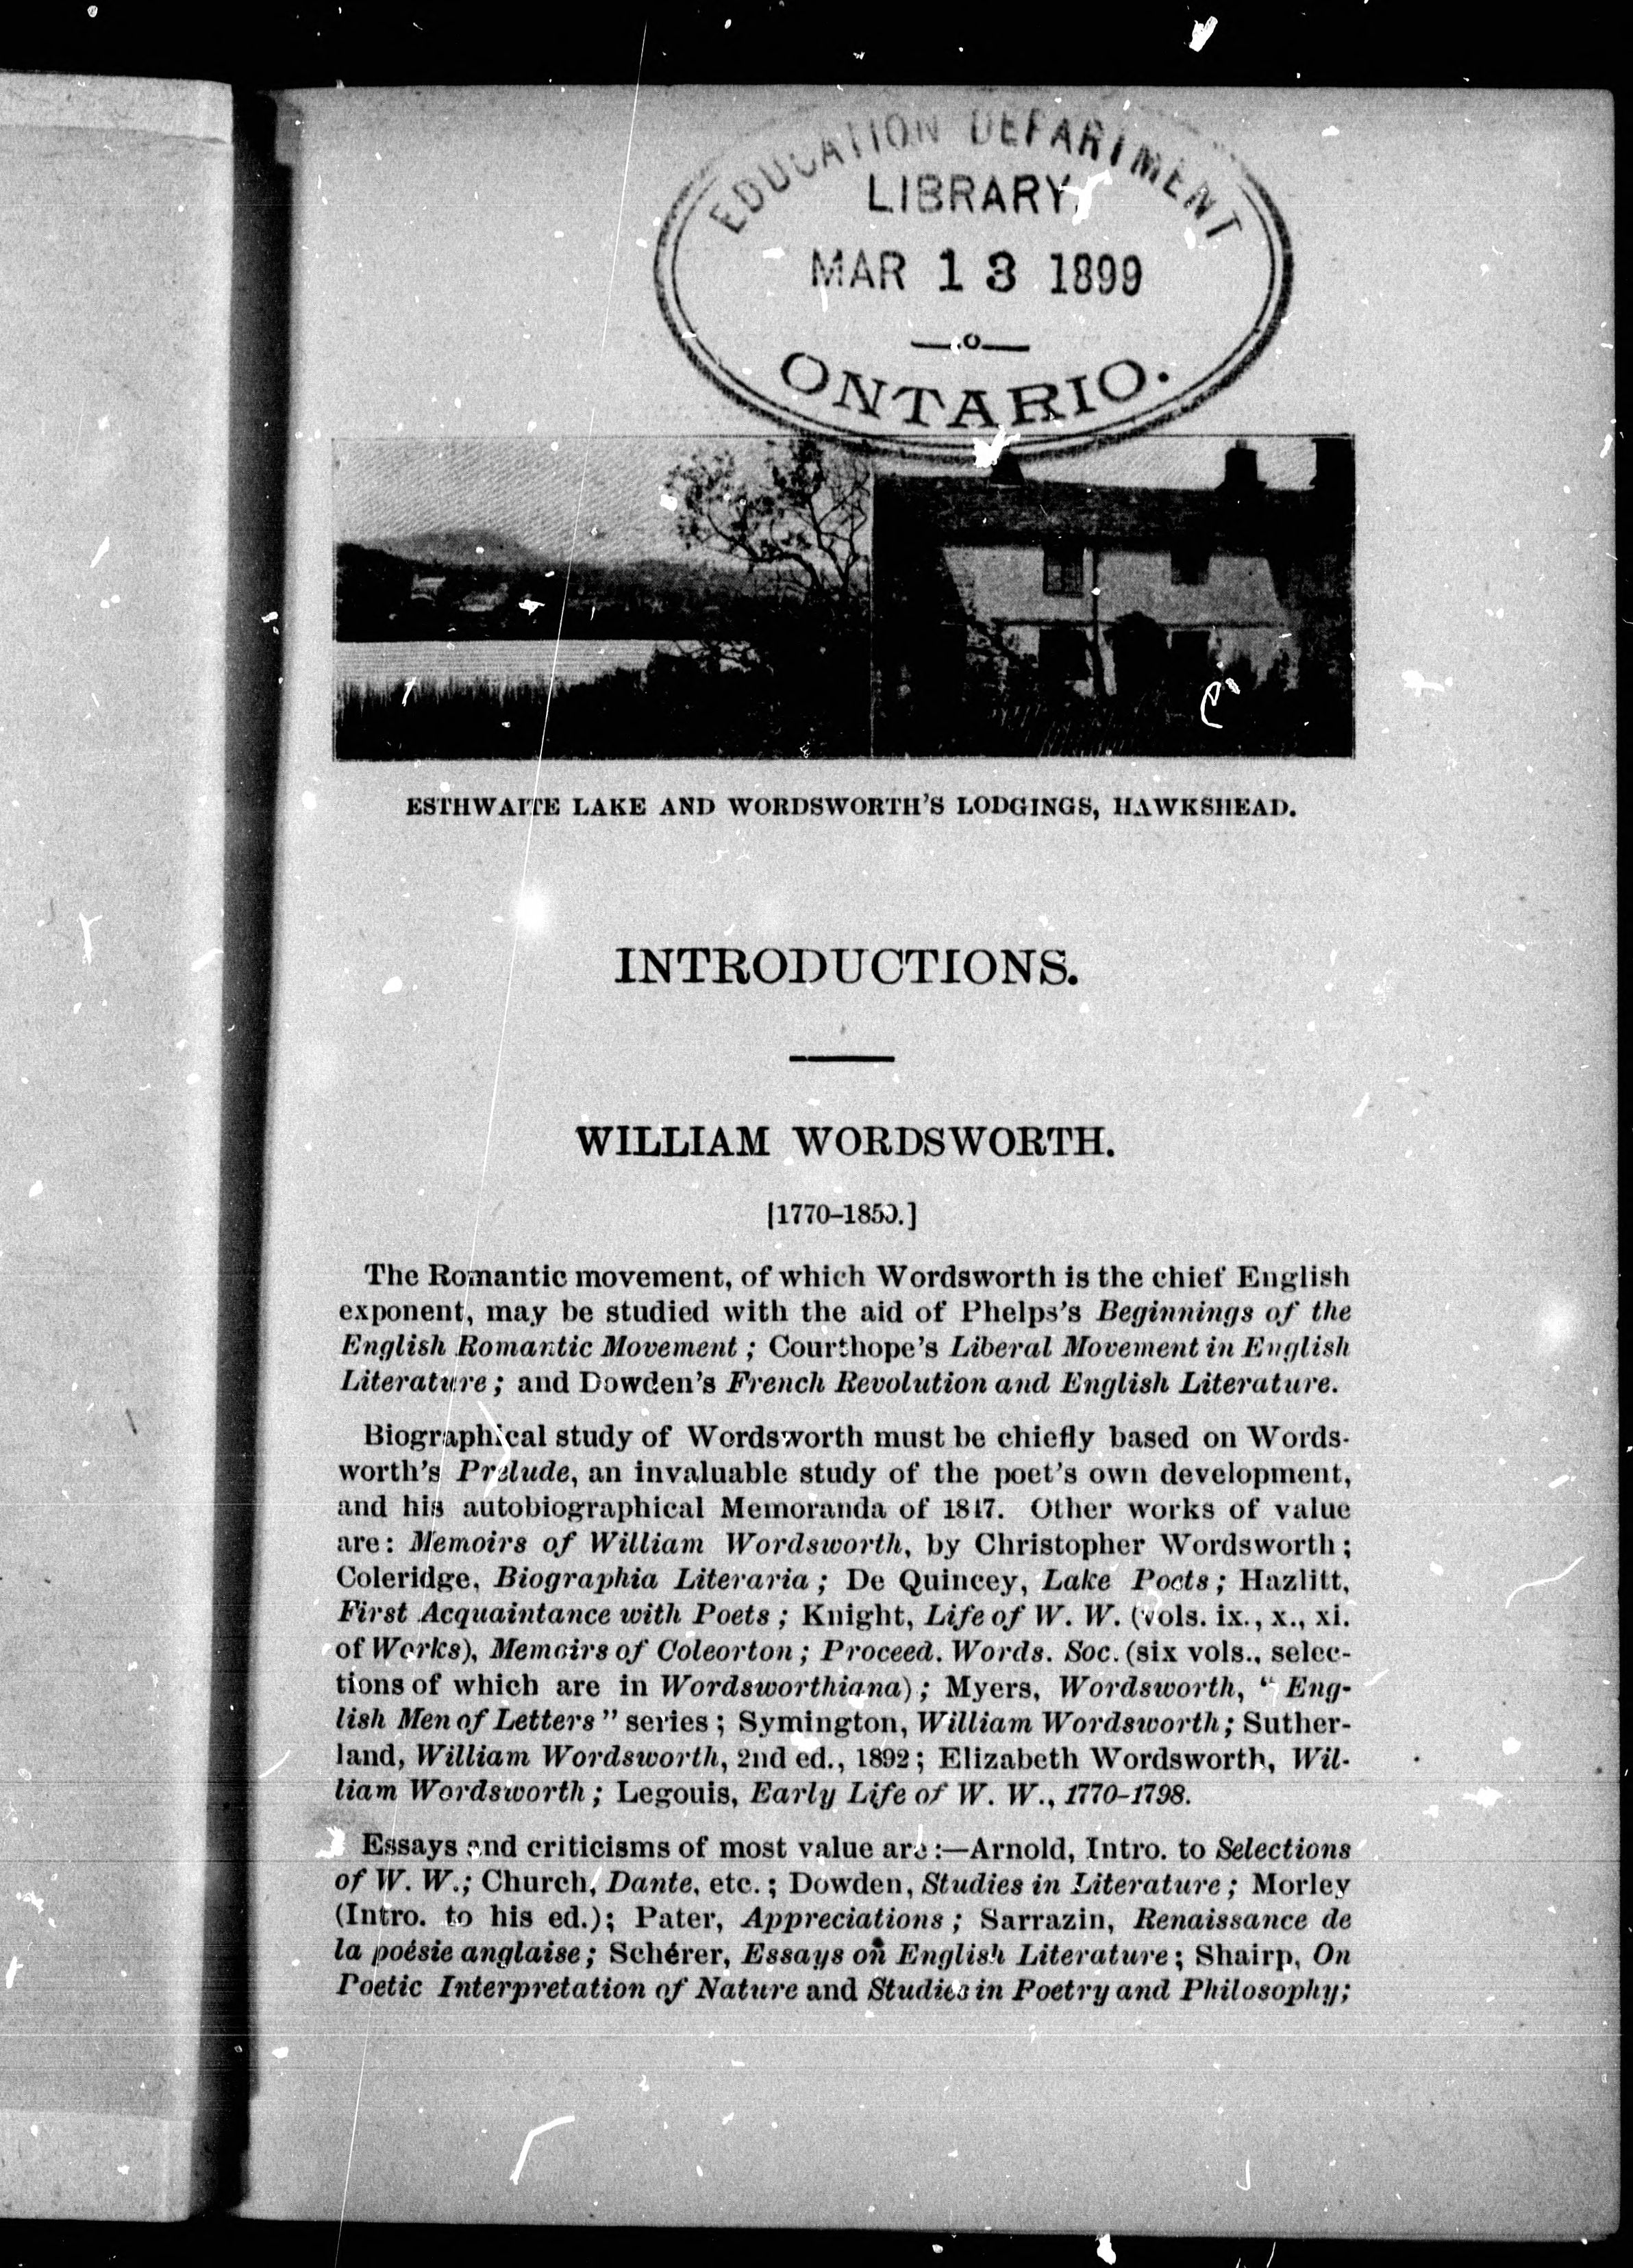 EDUCATION DEPARTMENT
LIBRARY,
MAR 13 1899
—o—
ONTARIO.
ESTHWAITE LAKE AND WORDSWORTH'S LODGINGS, HAWKSHEAD.
INTRODUCTIONS.
WILLIAM WORDSWORTH.
[1770–1850.]
The Romantic movement, of which Wordsworth is the chief English
exponent, may be studied with the aid of Phelps's Beginnings of the
English Romantic Movement; Courthope's Liberal Movement in English
Literature; and Dowden's French Revolution and English Literature.
Biographical study of Wordsworth must be chiefly based on Words-
worth's Prelude, an invaluable study of the poet's own development,
and his autobiographical Memoranda of 1847. Other works of value
are: Memoirs of William Wordsworth, by Christopher Wordsworth;
Coleridge, Biographia Literaria; De Quincey, Lake Poets; Hazlitt,
First Acquaintance with Poets; Knight, Life of W. W. (vols. ix., x., xi.
of Works), Memoirs of Coleorton; Proceed. Words. Soc. (six vols., selec-
tions of which are in Wordsworthiana); Myers, Wordsworth, "Eng-
lish Men of Letters" series; Symington, William Wordsworth; Suther-
land, William Wordsworth, 2nd ed., 1892; Elizabeth Wordsworth, Wil-
liam Wordsworth; Legouis, Early Life of W. W., 1770–1798.
Essays and criticisms of most value are:—Arnold, Intro. to Selections
of W. W.; Church, Dante, etc.; Dowden, Studies in Literature; Morley
(Intro. to his ed.); Pater, Appreciations; Sarrazin, Renaissance de
la poésie anglaise; Schérer, Essays on English Literature; Shairp, On
Poetic Interpretation of Nature and Studies in Poetry and Philosophy;